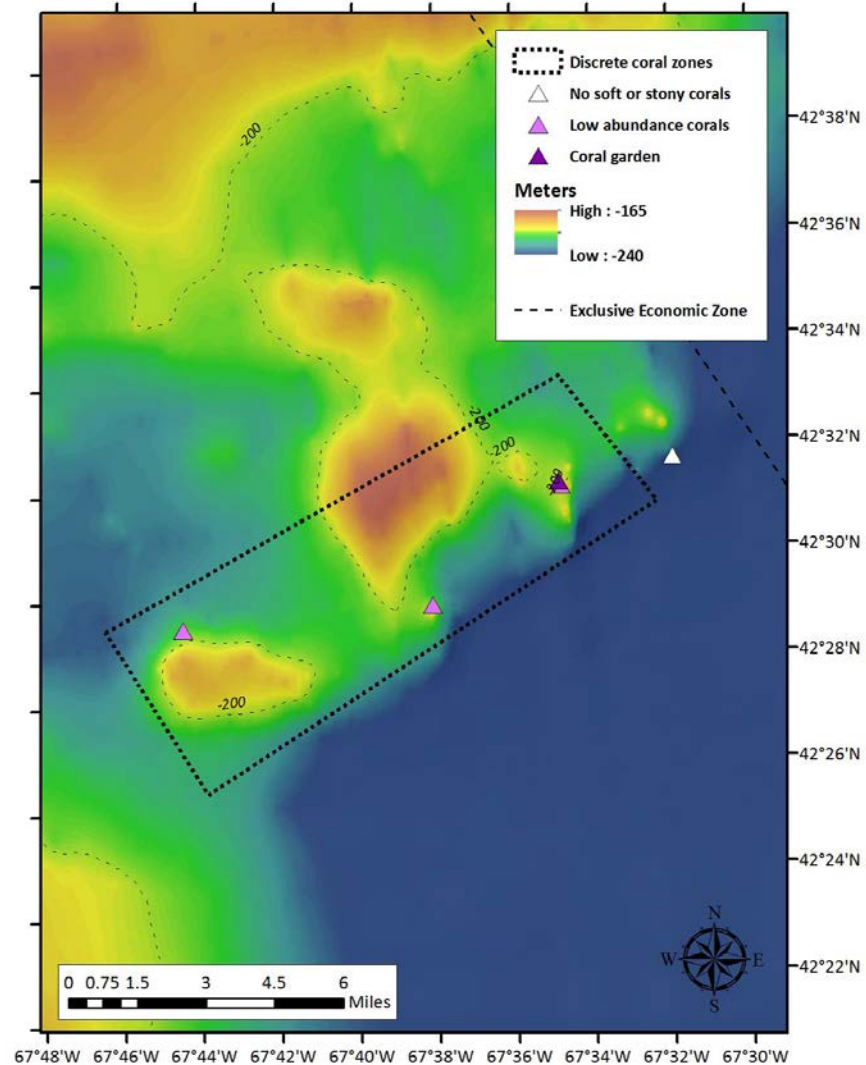 Discrete coral zones
No soft or stony corals
Low abundance corals
Coral garden
Meters
High : -165
Low : -240
Exclusive Economic Zone
-200
-200
-200
-200
42°38'N
42°36'N
42°34'N
42°32'N
42°30'N
42°28'N
42°26'N
42°24'N
42°22'N
N
W E
S
0 0.75 1.5 3 4.5 6
Miles
67°48'W 67°46'W 67°44'W 67°42'W 67°40'W 67°38'W 67°36'W 67°34'W 67°32'W 67°30'W